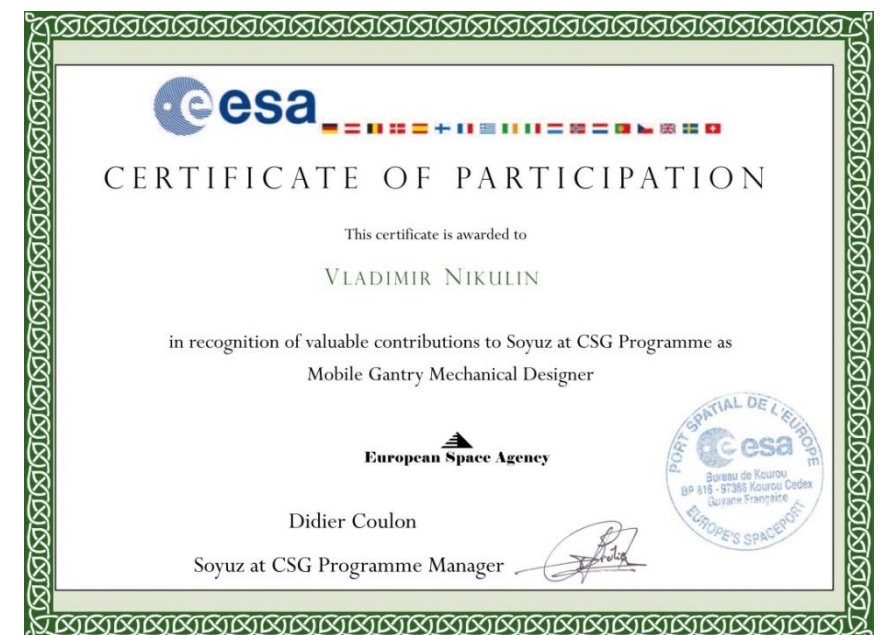 esa
CERTIFICATE OF PARTICIPATION
This certificate is awarded to
VLADIMIR NIKULIN
in recognition of valuable contributions to Soyuz at CSG Programme as
Mobile Gantry Mechanical Designer
European Space Agency
Didier Coulon
Soyuz at CSG Programme Manager
PORT SPATIAL DE L'EUROPE
esa
Bureau de Kourou
BP 816 - 97388 Kourou Cedex
Guyane Française
EUROPE'S SPACEPORT